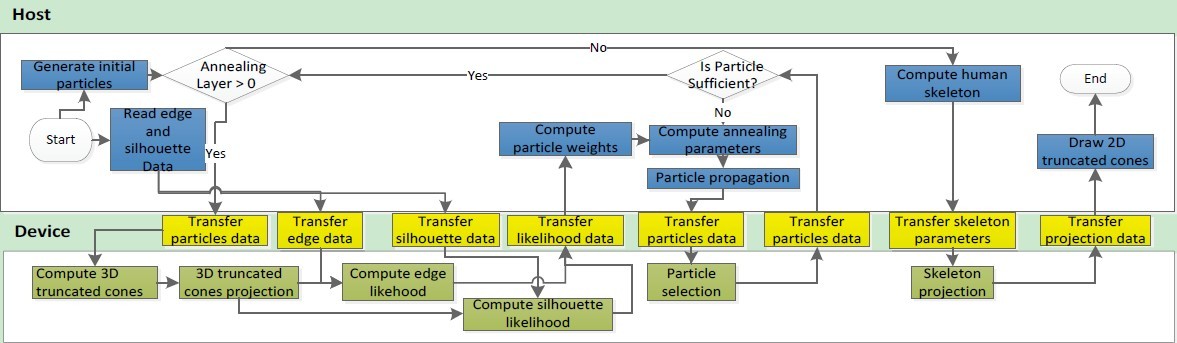 Host
No
Generate initial
particles
Annealing
Layer > 0
Yes
Is Particle
Sufficient?
Compute human
skeleton
End
Start
Read edge
and
silhouette
Data
Yes
No
Compute
particle weights
Compute annealing
parameters
Particle propagation
Draw 2D
truncated cones
Device
Transfer
particles data
Transfer
edge data
Transfer
silhouette data
Transfer
likelihood data
Transfer
particles data
Transfer
particles data
Transfer skeleton
parameters
Transfer
projection data
Compute 3D
truncated cones
3D truncated
cones projection
Compute edge
likehood
Compute silhouette
likelihood
Particle
selection
Skeleton
projection